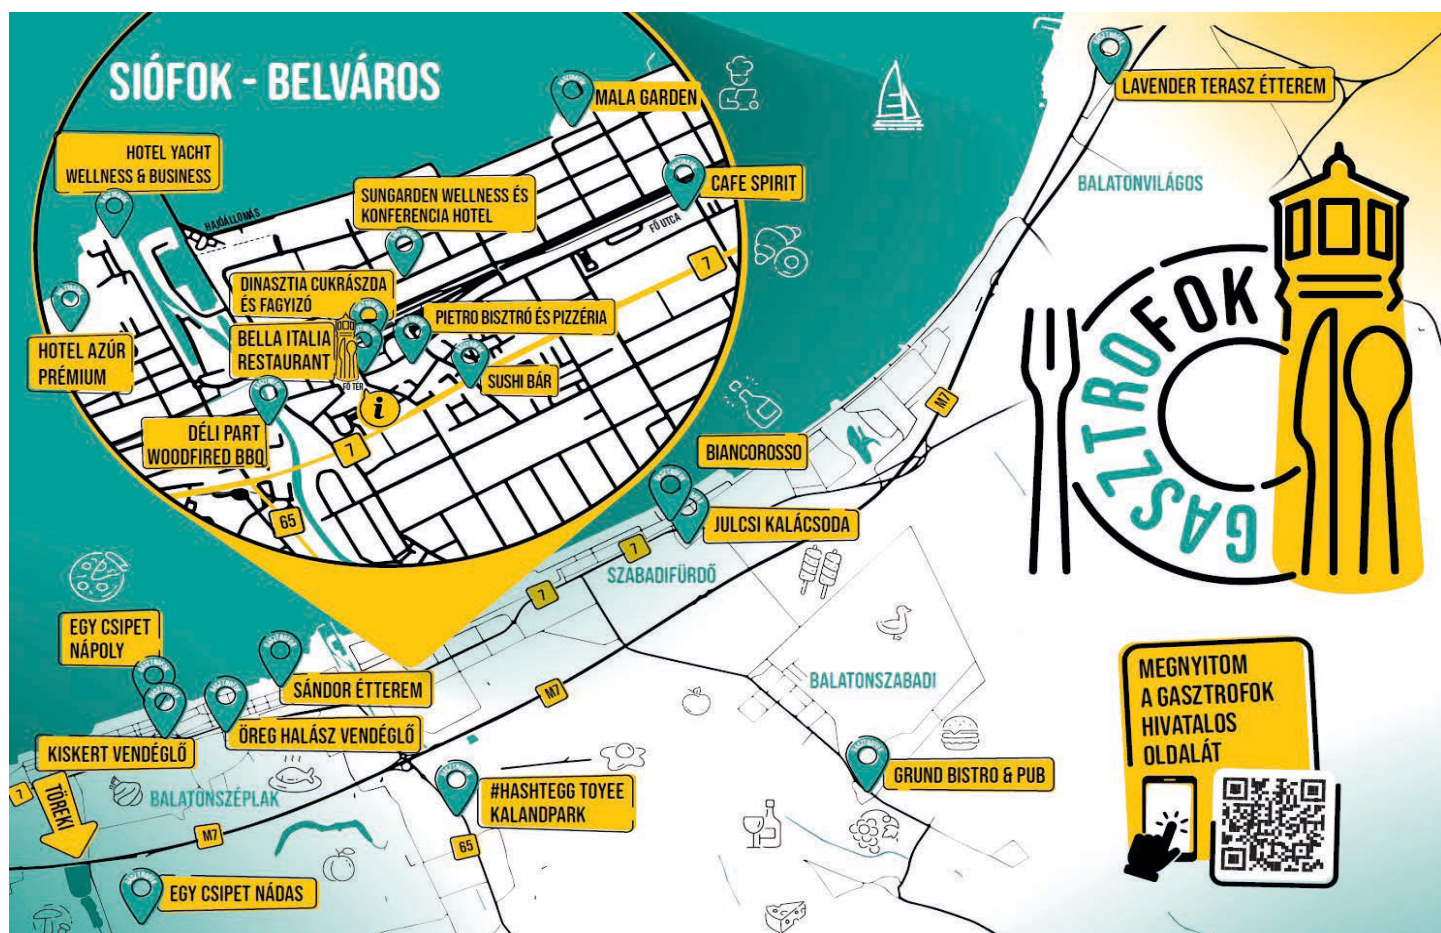 SIÓFOK - BELVÁROS
MALA GARDEN
LAVENDER TERASZ ÉTTEREM
HOTEL YACHT
WELLNESS & BUSINESS
SUNGARDEN WELLNESS ÉS
KONFERENCIA HOTEL
CAFE SPIRIT
BALATONVILÁGOS
HAJÓÁLLOMÁS
FŐ UTCA
7
DINASZTIA CUKRÁSZDA
ÉS FAGYIZÓ
PIETRO BISZTRÓ ÉS PIZZÉRIA
BELLA ITALIA
RESTAURANT
HOTEL AZÚR
PRÉMIUM
SUSHI BÁR
FŐ TÉR
i
DÉLI PART
WOODFIRED BBQ
7
65
GASZTROFOK
M7
BIANCOROSSO
JULCSI KALÁCSODA
7
SZABADIFÜRDŐ
7
EGY CSIPET
NÁPOLY
SÁNDOR ÉTTEREM
M7
BALATONSZABADI
ÖREG HALÁSZ VENDÉGLŐ
KISKERT VENDÉGLŐ
7
TÖREKI
BALATONSZÉPLAK
#HASHTEGG TOYEE
KALANDPARK
GRUND BISTRO & PUB
M7
65
EGY CSIPET NÁDAS
MEGNYITOM
A GASZTROFOK
HIVATALOS
OLDALÁT